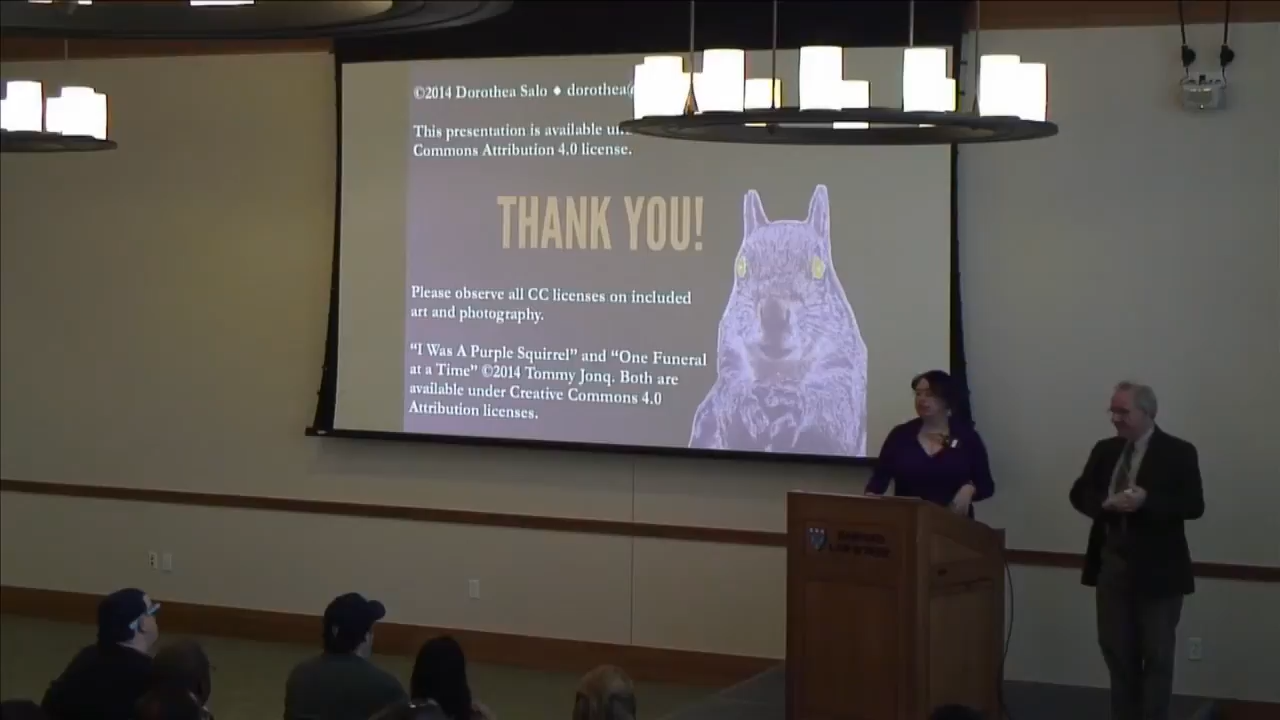 ©2014 Dorothea Salo ◆ dorothea@
This presentation is available un
Commons Attribution 4.0 license.
THANK YOU!
Please observe all CC licenses on included
art and photography.
“I Was A Purple Squirrel” and “One Funeral
at a Time” ©2014 Tommy Jonq. Both are
available under Creative Commons 4.0
Attribution licenses.